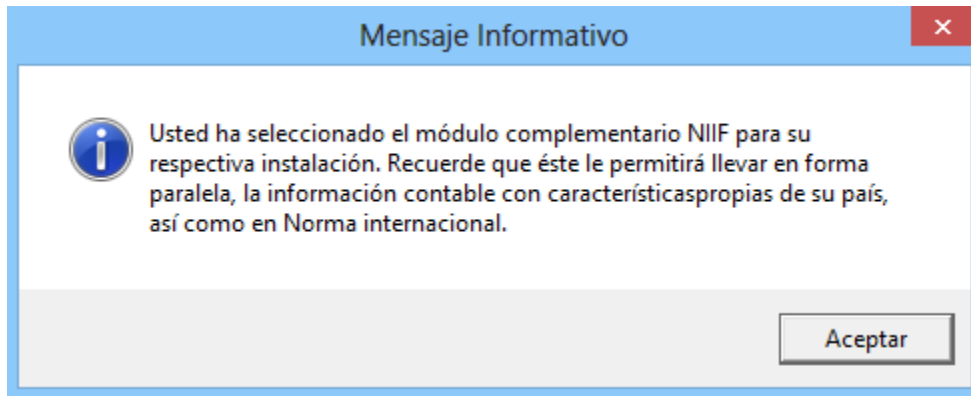 Mensaje Informativo
Usted ha seleccionado el módulo complementario NIIF para su
respectiva instalación. Recuerde que éste le permitirá llevar en forma
paralela, la información contable con característicaspropias de su país,
así como en Norma internacional.
Aceptar